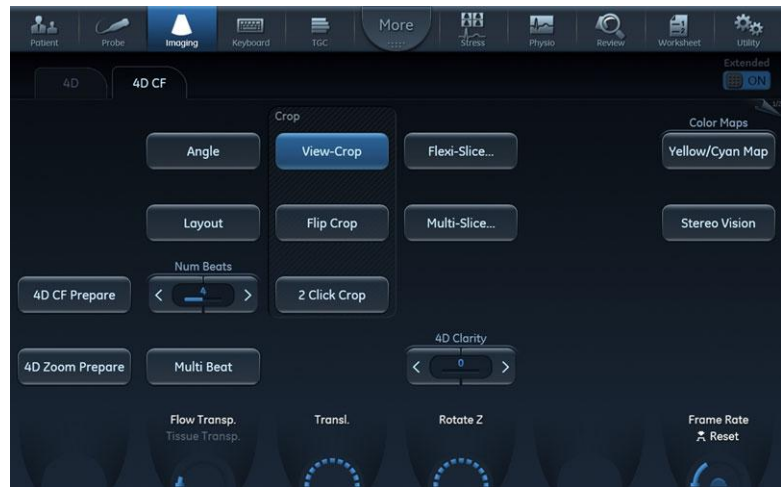 Patient
Probe
Imaging
Keyboard
TGC
More
Stress
Physio
Review
Worksheet
Utility
Extended
ON
4D
4D CF
1/2
Crop
Color Maps
Angle
View-Crop
Flexi-Slice...
Yellow/Cyan Map
Layout
Flip Crop
Multi-Slice...
Stereo Vision
Num Beats
4D CF Prepare
4
2 Click Crop
4D Clarity
4D Zoom Prepare
Multi Beat
0
Flow Transp.
Transl.
Rotate Z
Frame Rate
Tissue Transp.
Reset